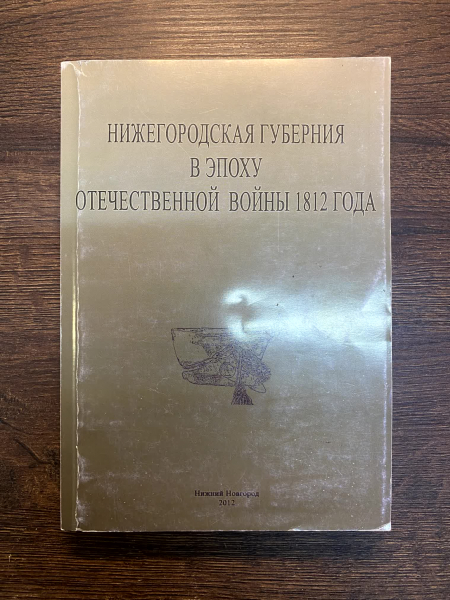 НИЖЕГОРОДСКАЯ ГУБЕРНИЯ
В ЭПОХУ
ОТЕЧЕСТВЕННОЙ ВОЙНЫ 1812 ГОДА
Нижний Новгород
2012